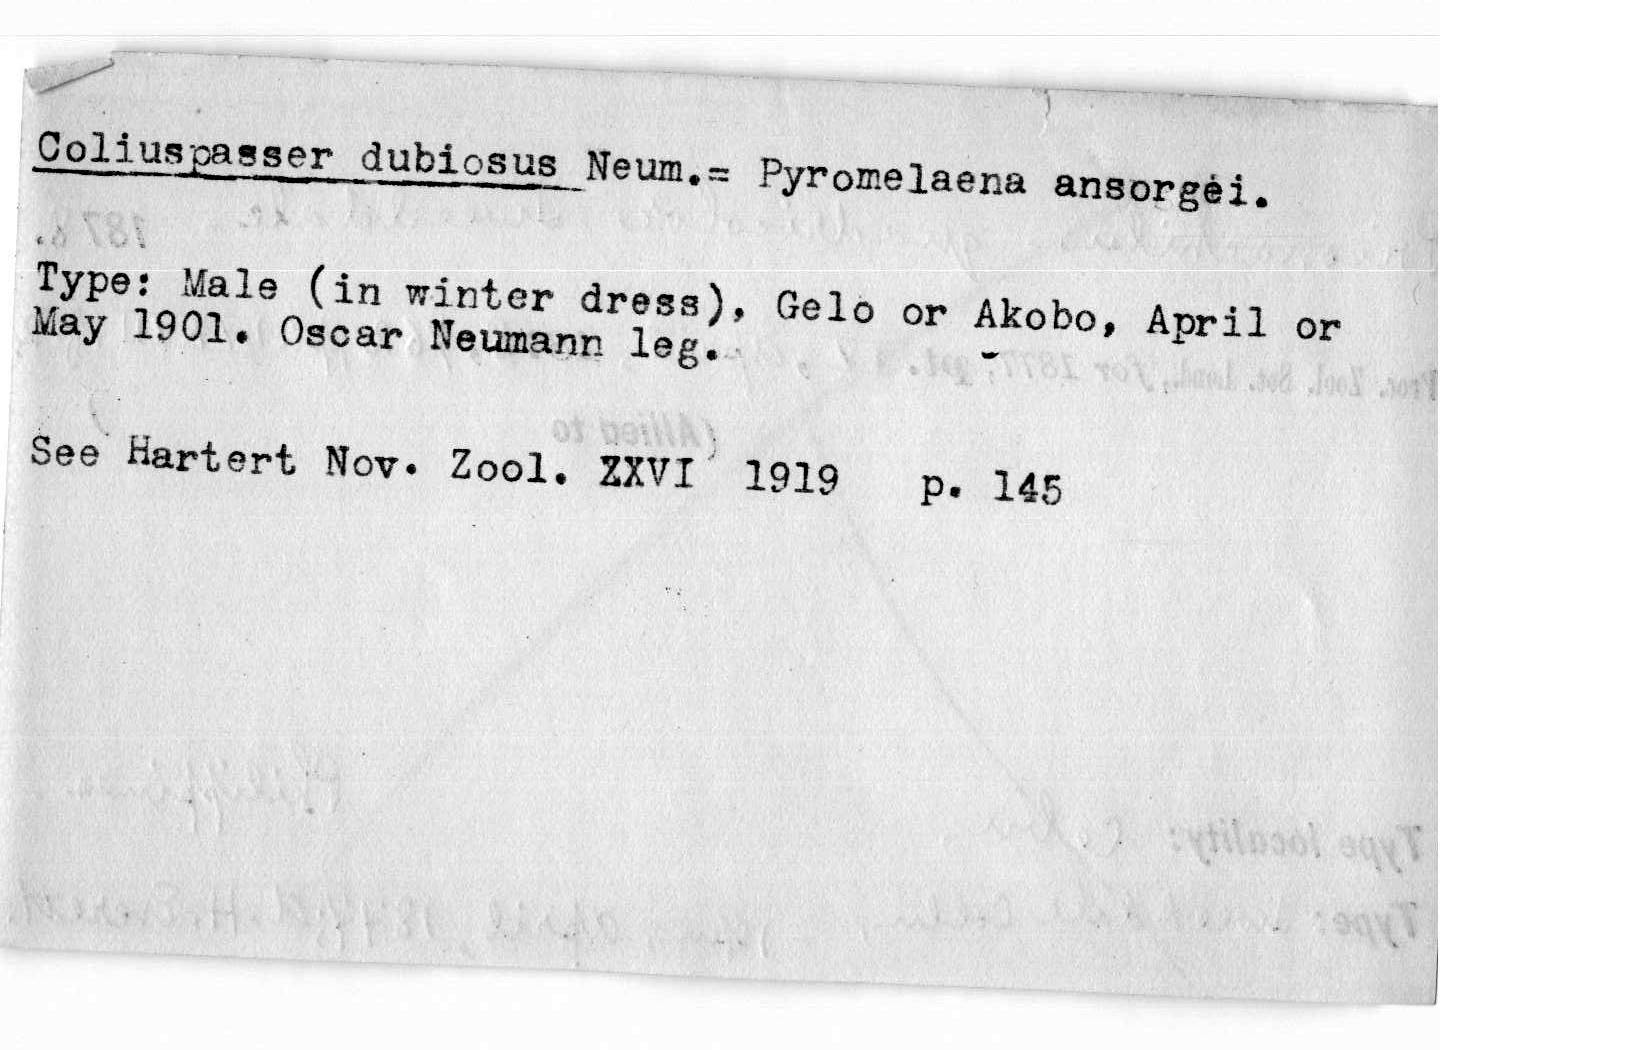 Coliuspasser dubiosus Neum.= Pyromelaena ansorgei.
Type: Male (in winter dress), Gelo or Akobo, April or
May 1901. Oscar Neumann leg.
See Hartert Nov. Zool. XXVI 1919 p. 145